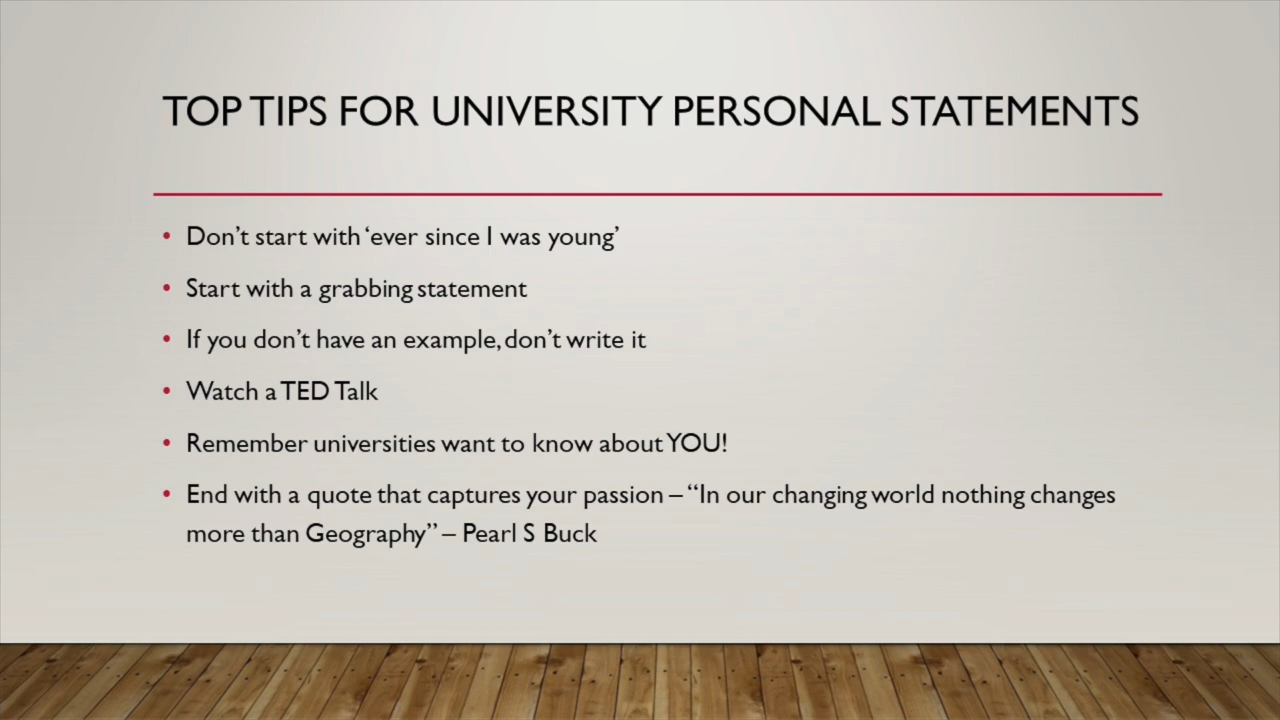 TOP TIPS FOR UNIVERSITY PERSONAL STATEMENTS
• Don’t start with ‘ever since I was young’
• Start with a grabbing statement
• If you don’t have an example, don’t write it
• Watch a TED Talk
• Remember universities want to know about YOU!
• End with a quote that captures your passion – “In our changing world nothing changes
more than Geography” – Pearl S Buck